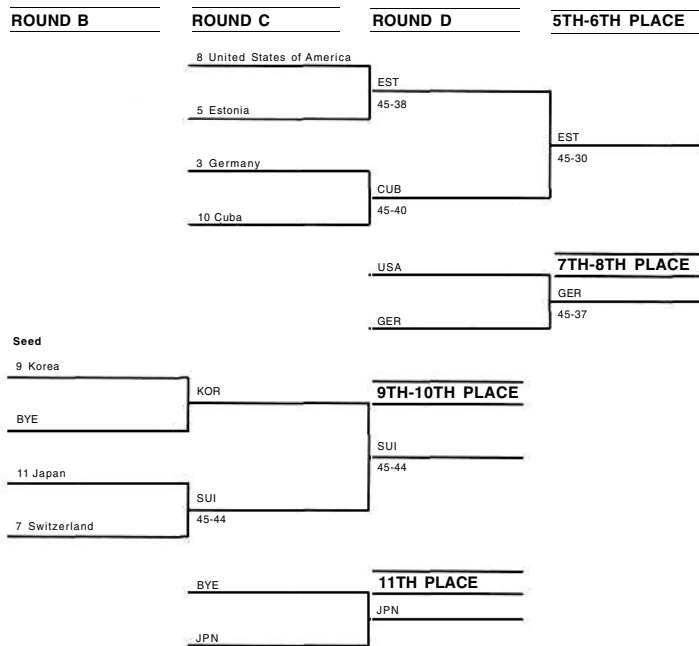 ROUND B ROUND C ROUND D 5TH-6TH PLACE
8 United States of America
EST
5 Estonia
45-38
EST
45-30
3 Germany
CUB
10 Cuba
45-40
USA
7TH-8TH PLACE
GER
GER
45-37
Seed
9 Korea
KOR
9TH-10TH PLACE
BYE
SUI
45-44
11 Japan
SUI
7 Switzerland
45-44
BYE
11TH PLACE
JPN
JPN